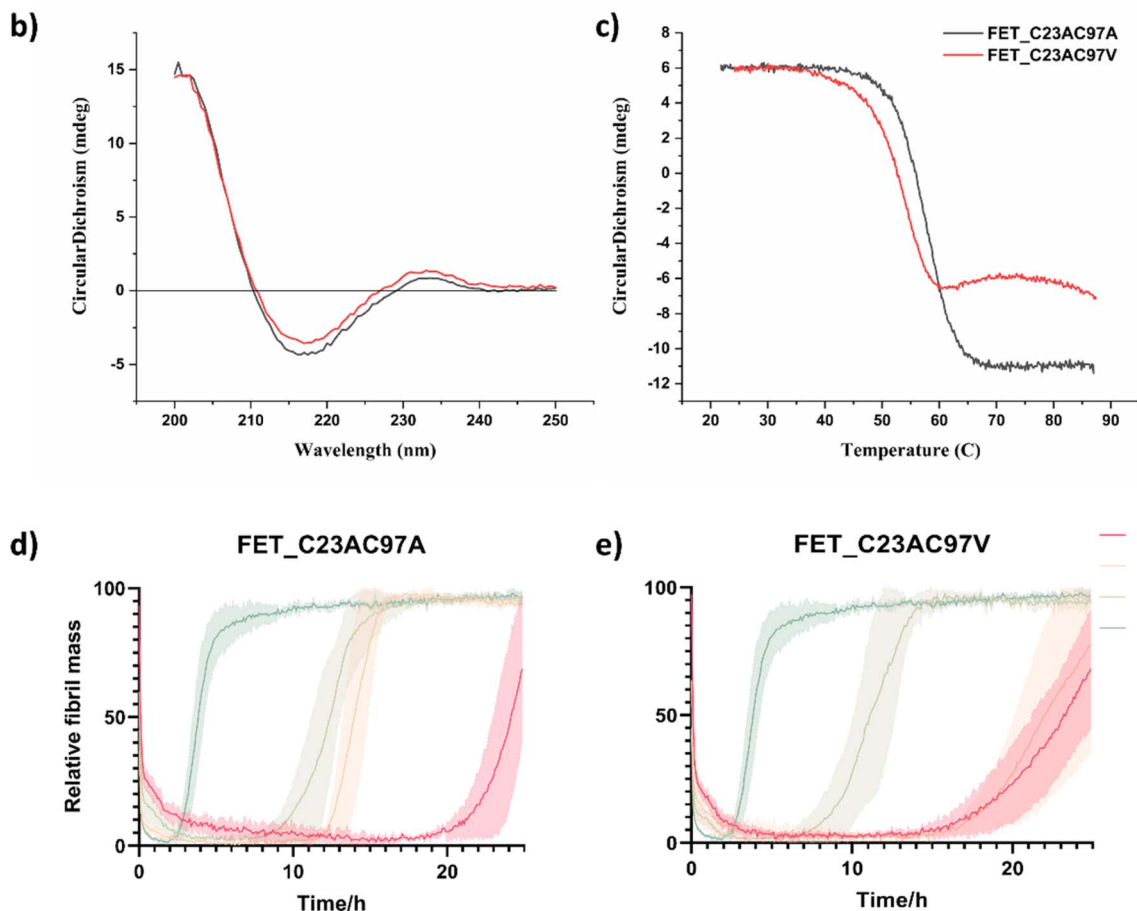 b)
CircularDichroism (mdeg)
15
10
5
0
-5
200 210 220 230 240 250
Wavelength (nm)
c)
FET_C23AC97A
FET_C23AC97V
CircularDichroism (mdeg)
8
6
4
2
0
-2
-4
-6
-8
-10
-12
20 30 40 50 60 70 80 90
Temperature (C)
d)
FET_C23AC97A
Relative fibril mass
100
50
0
0 10 20
Time/h
e)
FET_C23AC97V
100
50
0
0 10 20
Time/h